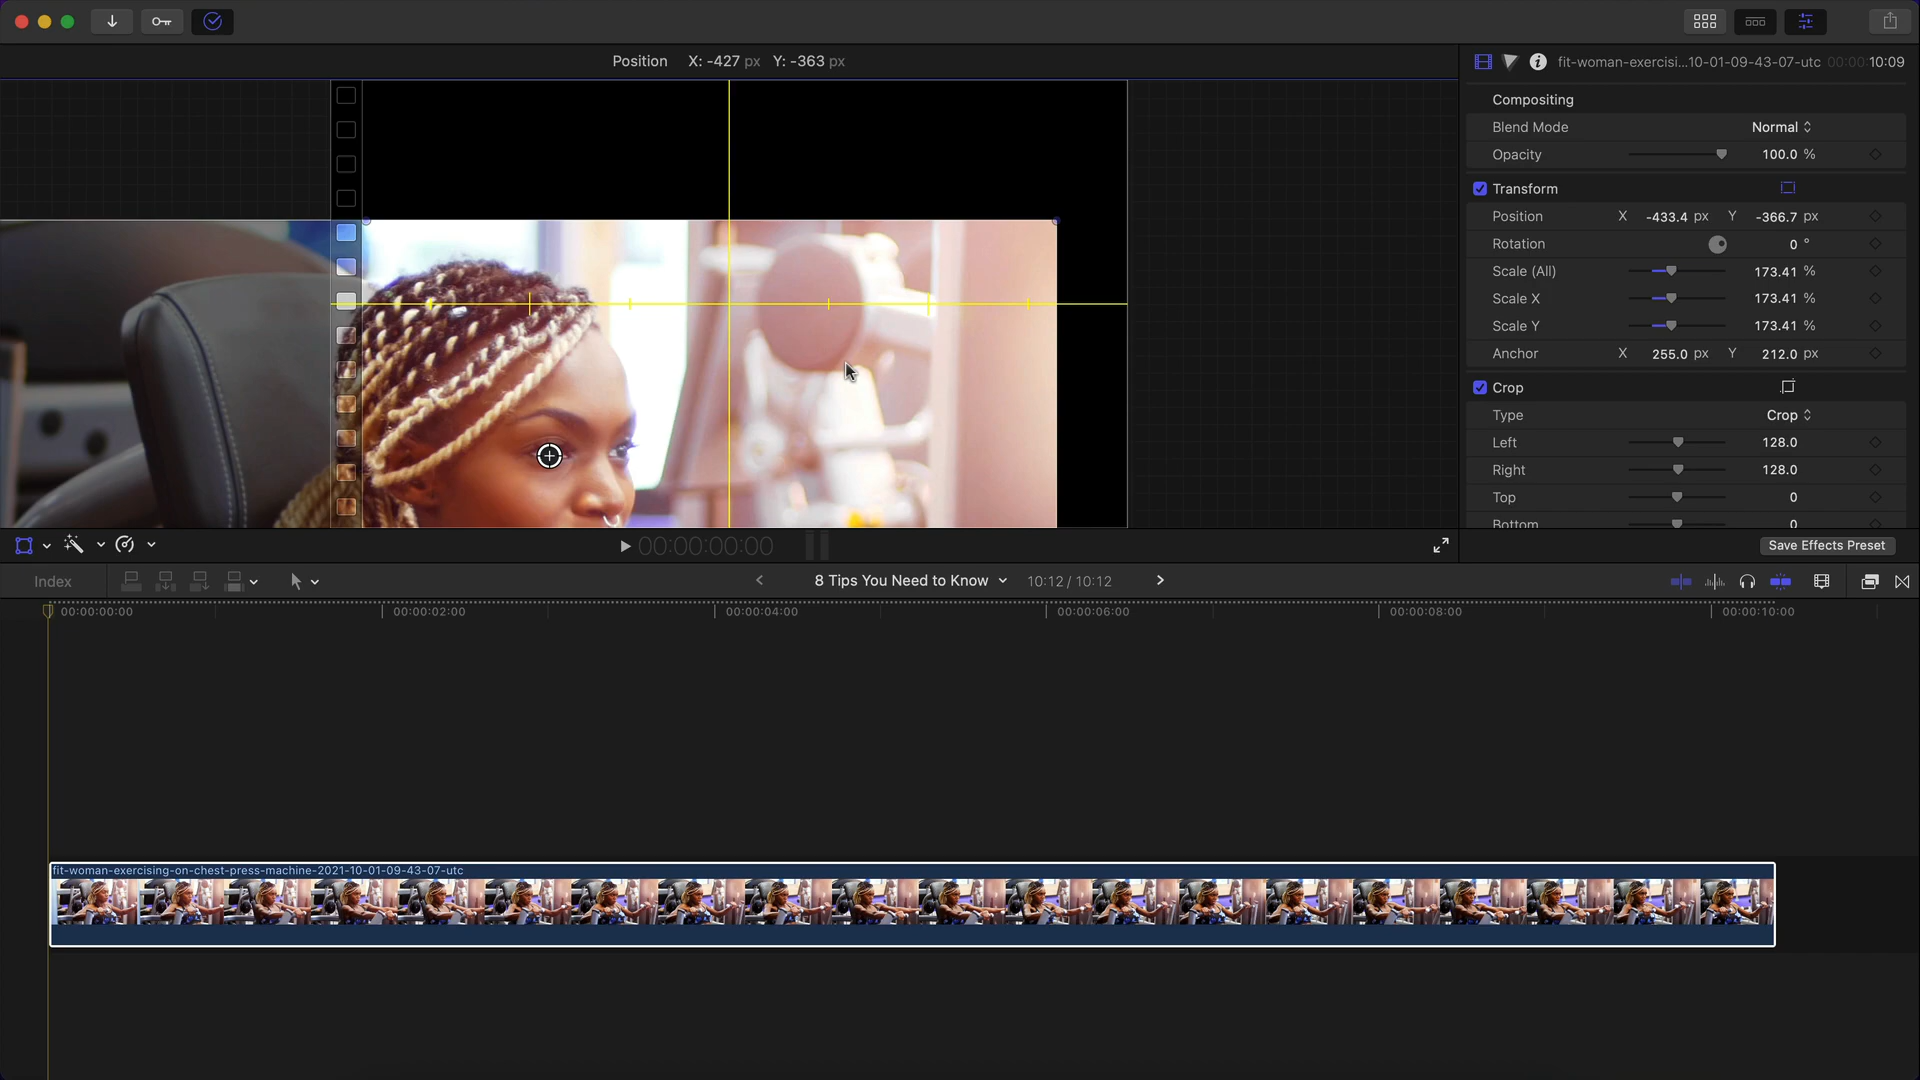 Position X: -427 px Y: -363 px
fit-woman-exercisi...10-01-09-43-07-utc 00:00:10:09
Compositing
Blend Mode Normal
Opacity 100.0 %
Transform
Position X -433.4 px Y -366.7 px
Rotation 0 °
Scale (All) 173.41 %
Scale X 173.41 %
Scale Y 173.41 %
Anchor X 255.0 px Y 212.0 px
Crop
Type Crop
Left 128.0
Right 128.0
Top 0
Bottom 0
00:00:00:00
Save Effects Preset
Index
8 Tips You Need to Know 10:12 / 10:12
00:00:00:00 00:00:02:00 00:00:04:00 00:00:06:00 00:00:08:00 00:00:10:00
fit-woman-exercising-on-chest-press-machine-2021-10-01-09-43-07-utc